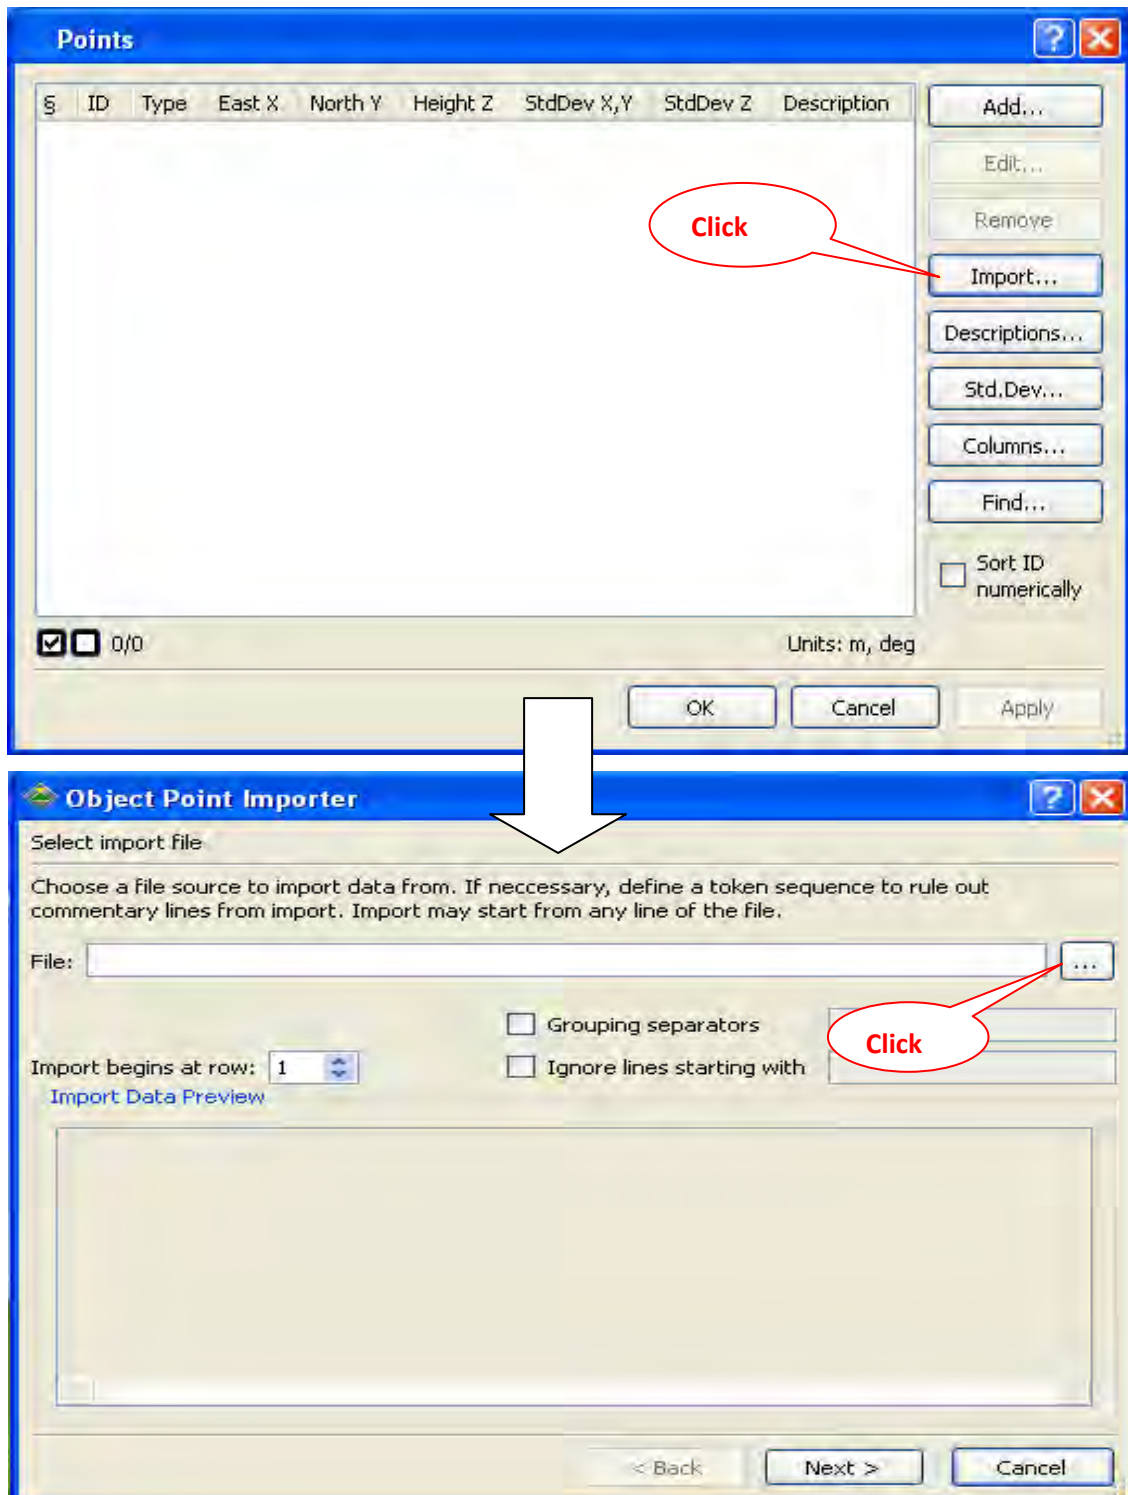 Points
§ ID Type East X North Y Height Z StdDev X,Y StdDev Z Description
Add...
Edit...
Remove
Click
Import...
Descriptions...
Std.Dev...
Columns...
Find...
Sort ID
numerically
0/0
Units: m, deg
OK Cancel Apply
Object Point Importer
Select import file
Choose a file source to import data from. If neccessary, define a token sequence to rule out
commentary lines from import. Import may start from any line of the file.
File: ...
Grouping separators
Click
Import begins at row: 1 Ignore lines starting with
Import Data Preview
< Back Next > Cancel